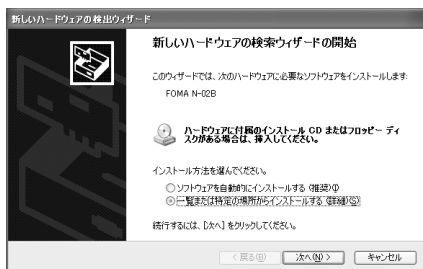 新しいハードウェアの検出ウィザード
新しいハードウェアの検索ウィザードの開始
このウィザードでは、次のハードウェアに必要なソフトウェアをインストールします:
FOMA N-02B
ハードウェアに付属のインストール CD またはフロッピー ディ
スクがある場合は、挿入してください。
インストール方法を選んでください。
ソフトウェアを自動的にインストールする (推奨)(I)
一覧または特定の場所からインストールする (詳細)(S)
続行するには、[次へ] をクリックしてください。
< 戻る(B) 次へ(N) > キャンセル